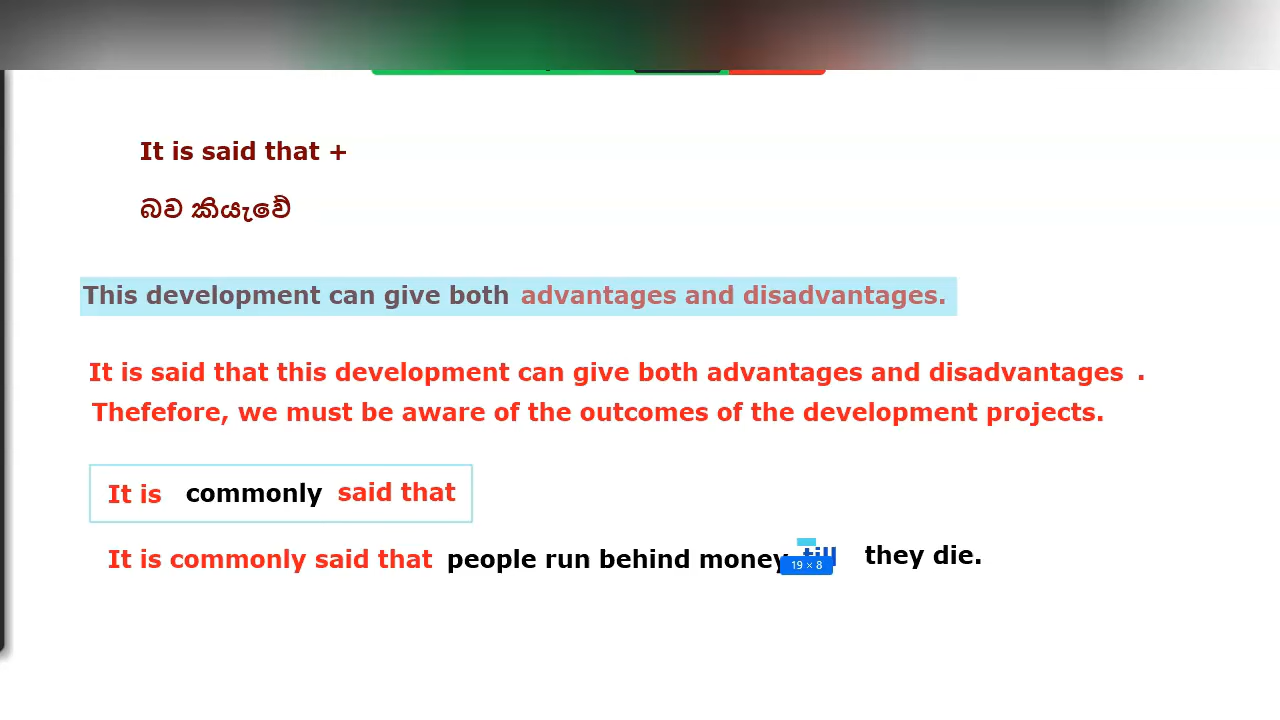 It is said that +
බව කියැවේ
This development can give both advantages and disadvantages.
It is said that this development can give both advantages and disadvantages .
Thefefore, we must be aware of the outcomes of the development projects.
It is commonly said that
It is commonly said that people run behind money till they die.
19 × 8